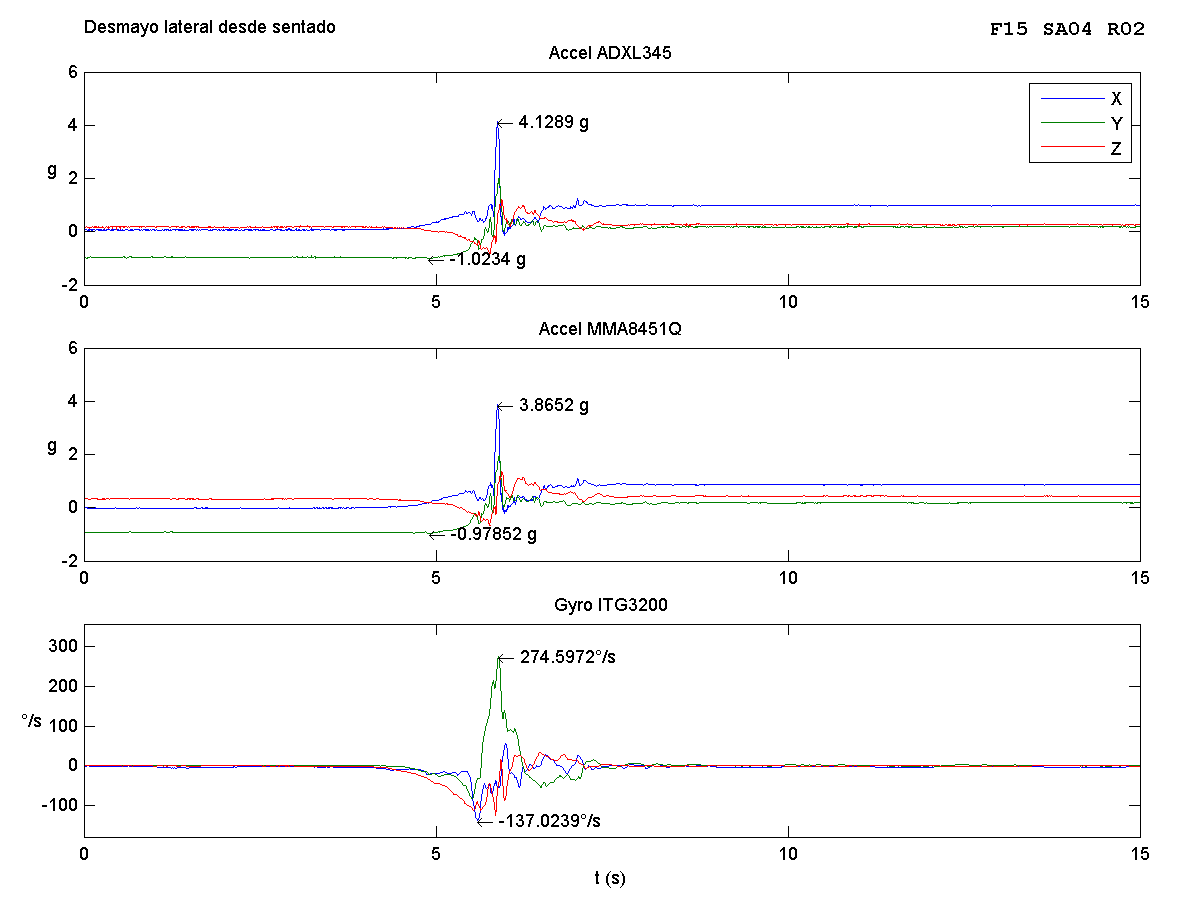 Desmayo lateral desde sentado
F15 SA04 R02
Accel ADXL345
6
4
2
0
-2
g
4.1289 g
-1.0234 g
X
Y
Z
0 5 10 15
Accel MMA8451Q
6
4
2
0
-2
g
3.8652 g
-0.97852 g
0 5 10 15
Gyro ITG3200
300
200
100
0
-100
°/s
274.5972°/s
-137.0239°/s
0 5 10 15
t (s)